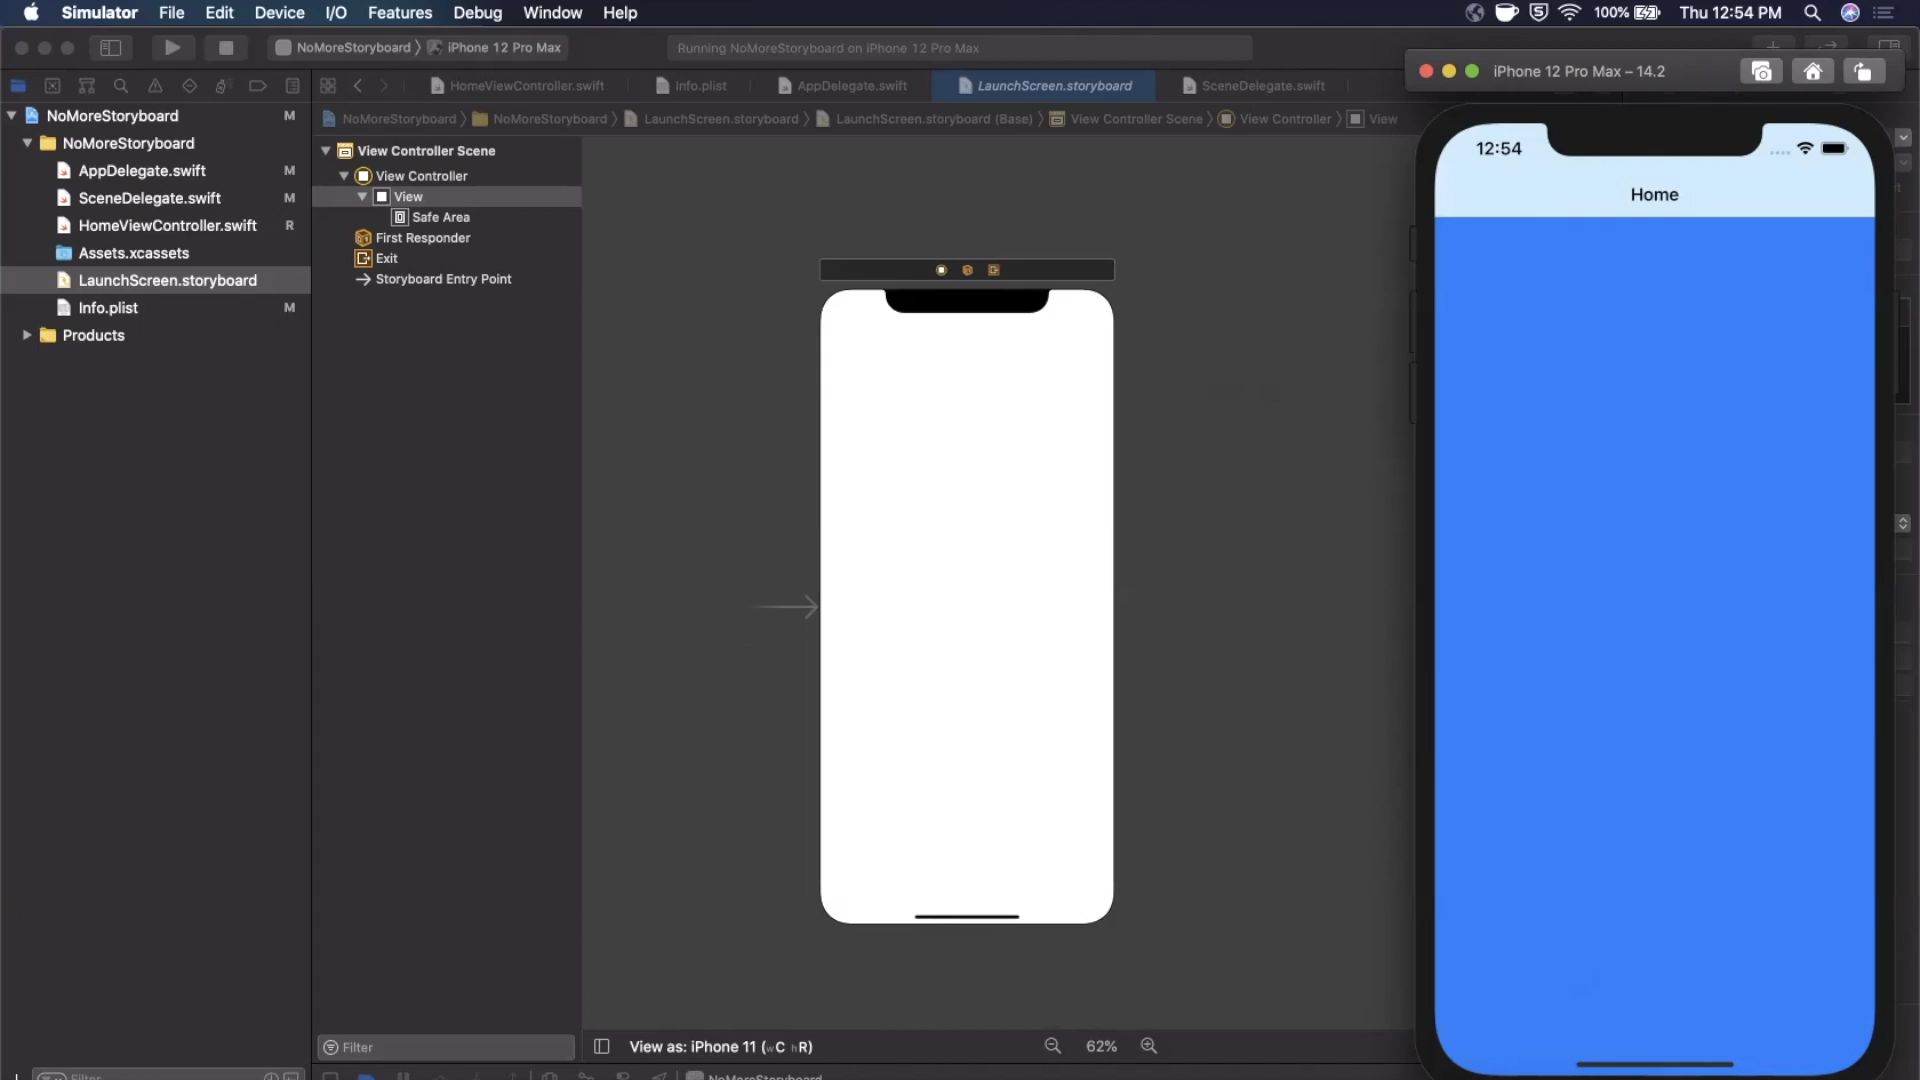 Simulator File Edit Device I/O Features Debug Window Help
100% Thu 12:54 PM
NoMoreStoryboard iPhone 12 Pro Max
Running NoMoreStoryboard on iPhone 12 Pro Max
iPhone 12 Pro Max – 14.2
HomeViewController.swift Info.plist AppDelegate.swift LaunchScreen.storyboard SceneDelegate.swift
NoMoreStoryboard NoMoreStoryboard LaunchScreen.storyboard LaunchScreen.storyboard (Base) View Controller Scene View Controller View
NoMoreStoryboard M
NoMoreStoryboard
AppDelegate.swift M
SceneDelegate.swift M
HomeViewController.swift R
Assets.xcassets
LaunchScreen.storyboard
Info.plist M
Products
View Controller Scene
View Controller
View
Safe Area
First Responder
Exit
Storyboard Entry Point
12:54
Home
Filter
View as: iPhone 11 (wC hR)
62%
Filter
NoMoreStoryboard